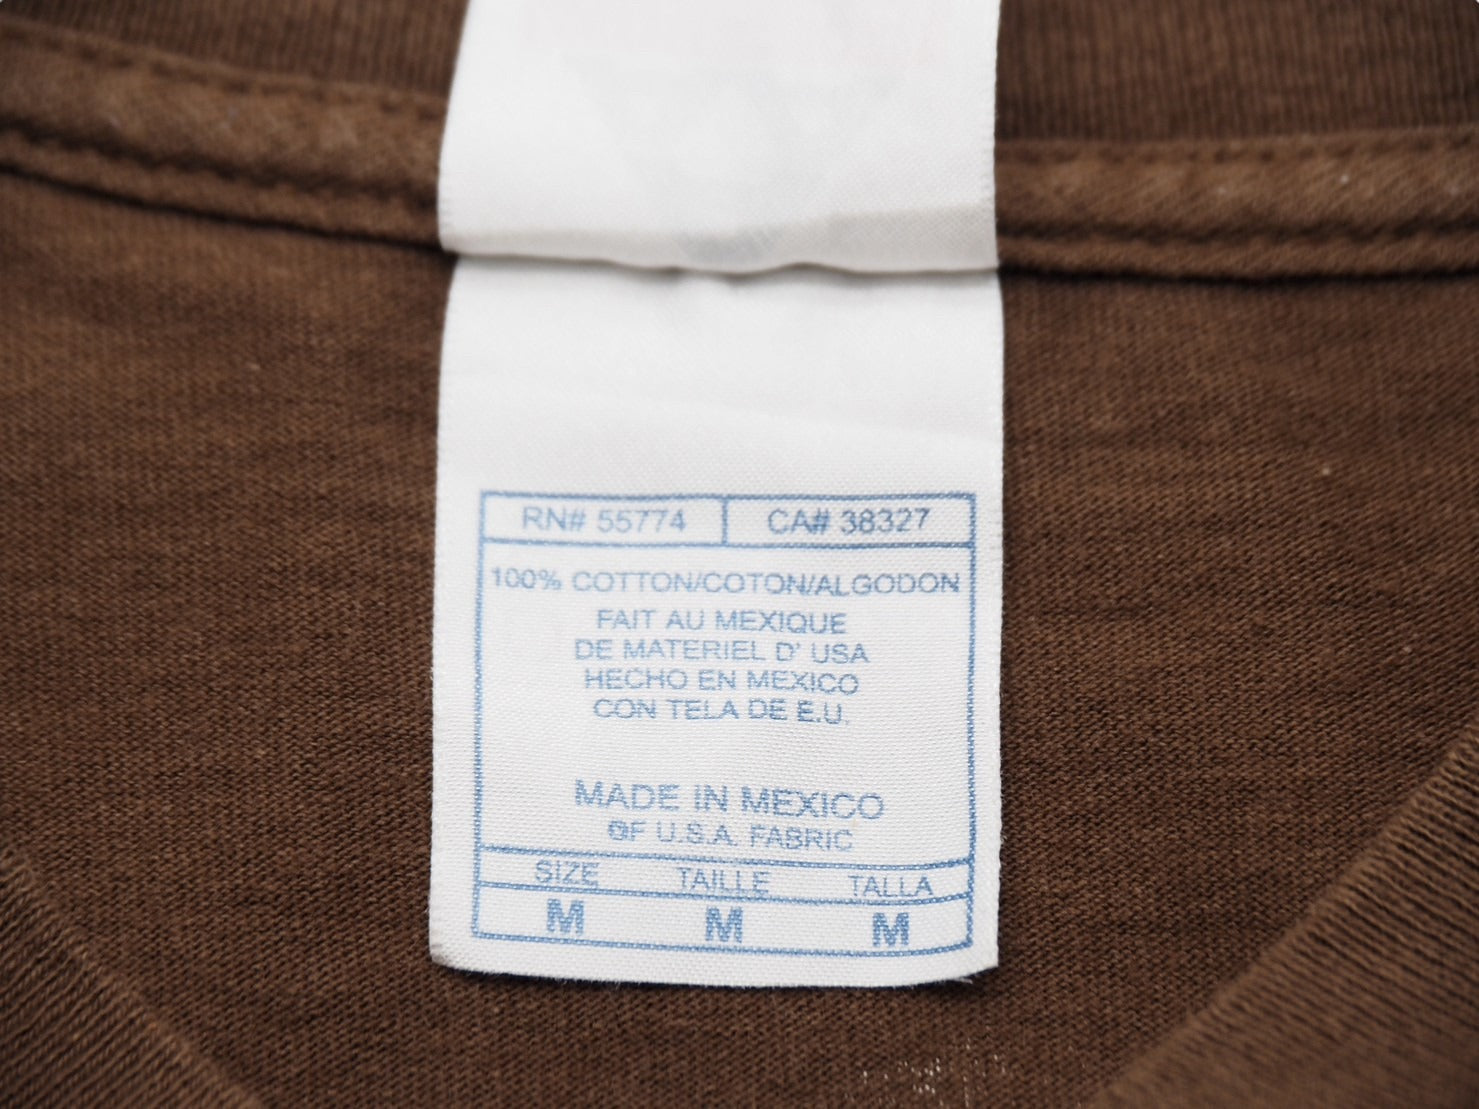 RN# 55774 CA# 38327
100% COTTON/COTON/ALGODON
FAIT AU MEXIQUE
DE MATERIEL D' USA
HECHO EN MEXICO
CON TELA DE E.U.
MADE IN MEXICO
OF U.S.A. FABRIC
SIZE TAILLE TALLA
M M M